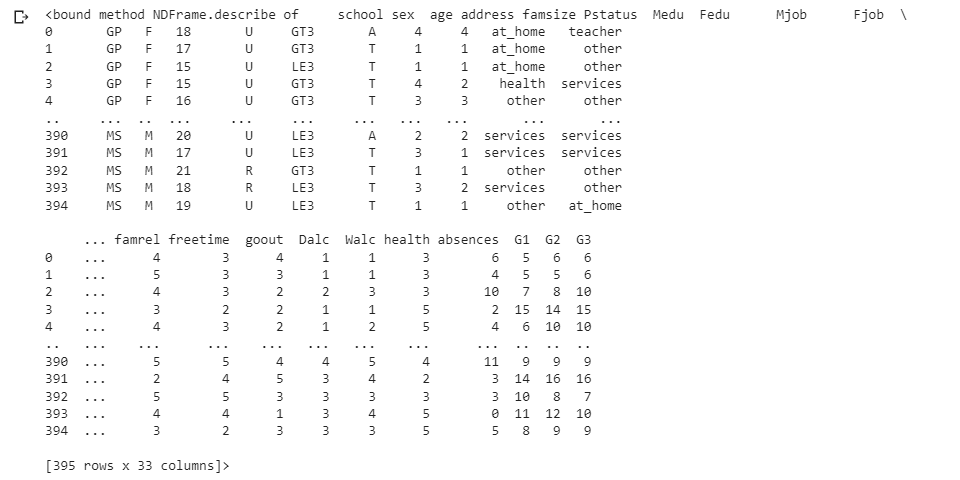 <bound method NDFrame.describe of     school sex  age address famsize Pstatus  Medu  Fedu      Mjob      Fjob  \
0       GP   F   18       U     GT3       A     4     4   at_home   teacher
1       GP   F   17       U     GT3       T     1     1   at_home     other
2       GP   F   15       U     LE3       T     1     1   at_home     other
3       GP   F   15       U     GT3       T     4     2    health  services
4       GP   F   16       U     GT3       T     3     3     other     other
..     ...  ..  ...     ...     ...     ...   ...   ...       ...       ...
390     MS   M   20       U     LE3       A     2     2  services  services
391     MS   M   17       U     LE3       T     3     1  services  services
392     MS   M   21       R     GT3       T     1     1     other     other
393     MS   M   18       R     LE3       T     3     2  services     other
394     MS   M   19       U     LE3       T     1     1     other   at_home
     ... famrel freetime  goout  Dalc  Walc health absences  G1  G2  G3
0    ...      4        3      4     1     1      3        6   5   6   6
1    ...      5        3      3     1     1      3        4   5   5   6
2    ...      4        3      2     2     3      3       10   7   8  10
3    ...      3        2      2     1     1      5        2  15  14  15
4    ...      4        3      2     1     2      5        4   6  10  10
..   ...    ...      ...    ...   ...   ...    ...      ...  ..  ..  ..
390  ...      5        5      4     4     5      4       11   9   9   9
391  ...      2        4      5     3     4      2        3  14  16  16
392  ...      5        5      3     3     3      3        3  10   8   7
393  ...      4        4      1     3     4      5        0  11  12  10
394  ...      3        2      3     3     3      5        5   8   9   9
[395 rows x 33 columns]>